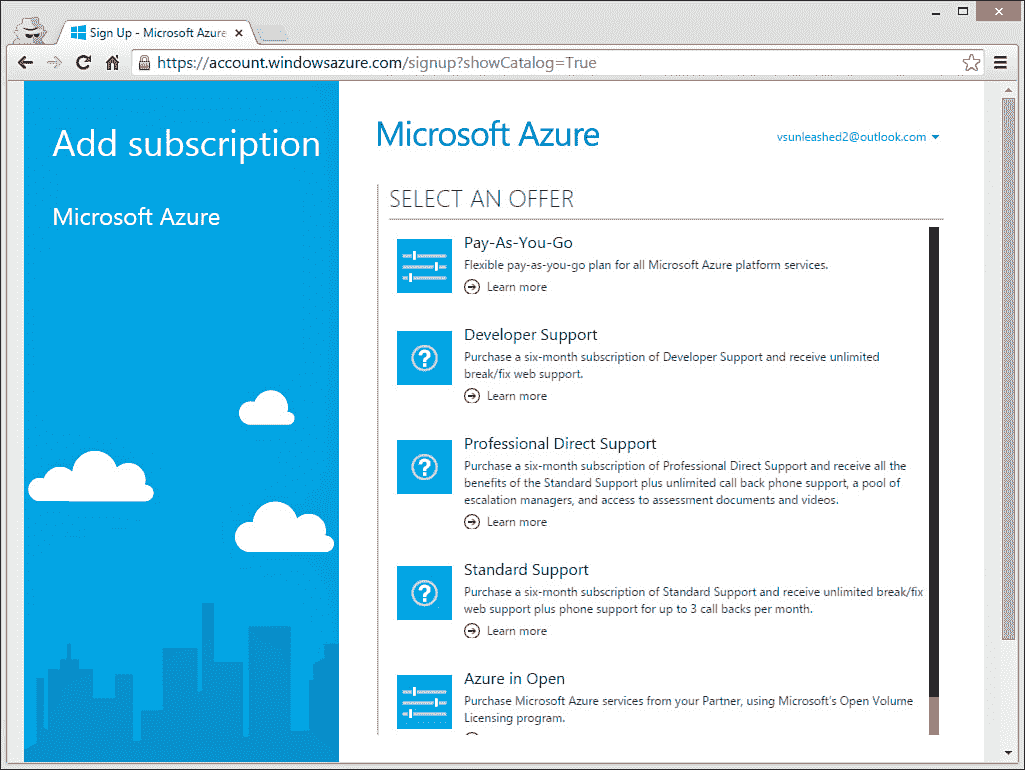 Sign Up - Microsoft Azure
https://account.windowsazure.com/signup?showCatalog=True
Add subscription
Microsoft Azure
Microsoft Azure
vsunleashed2@outlook.com
SELECT AN OFFER
Pay-As-You-Go
Flexible pay-as-you-go plan for all Microsoft Azure platform services.
Learn more
Developer Support
Purchase a six-month subscription of Developer Support and receive unlimited
break/fix web support.
Learn more
Professional Direct Support
Purchase a six-month subscription of Professional Direct Support and receive all the
benefits of the Standard Support plus unlimited call back phone support, a pool of
escalation managers, and access to assessment documents and videos.
Learn more
Standard Support
Purchase a six-month subscription of Standard Support and receive unlimited break/fix
web support plus phone support for up to 3 call backs per month.
Learn more
Azure in Open
Purchase Microsoft Azure services from your Partner, using Microsoft's Open Volume
Licensing program.